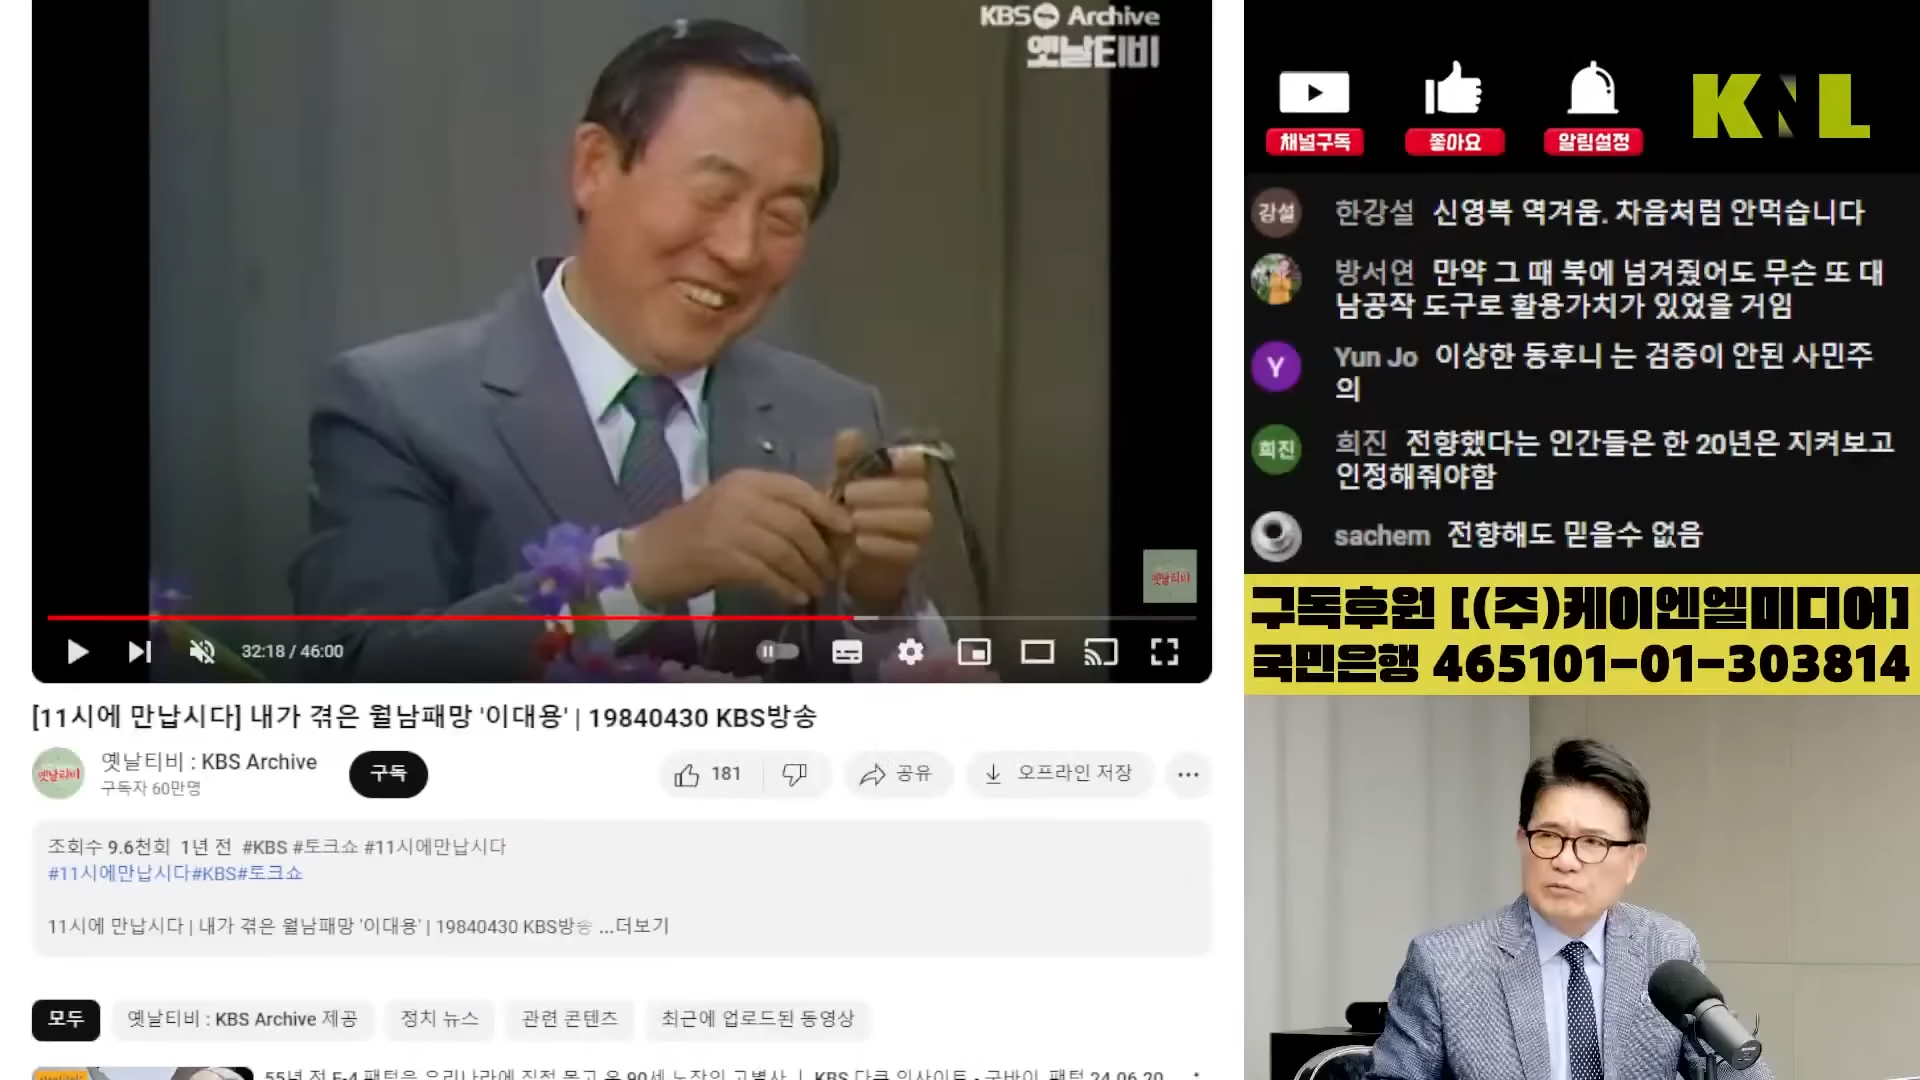 KBS Archive
옛날티비
옛날티비
32:18 / 46:00
[11시에 만납시다] 내가 겪은 월남패망 '이대용' | 19840430 KBS방송
옛날티비
옛날티비 : KBS Archive
구독자 60만명
구독
181
공유
오프라인 저장
조회수 9.6천회 1년 전 #KBS #토크쇼 #11시에만납시다
#11시에만납시다#KBS#토크쇼
11시에 만납시다 | 내가 겪은 월남패망 '이대용' | 19840430 KBS방송 ...더보기
모두
옛날티비 : KBS Archive 제공
정치 뉴스
관련 콘텐츠
최근에 업로드된 동영상
채널구독
좋아요
알림설정
KNL
강설
한강설 신영복 역겨움. 차음처럼 안먹습니다
방서연 만약 그 때 북에 넘겨줬어도 무슨 또 대
남공작 도구로 활용가치가 있었을 거임
Y
Yun Jo 이상한 동후니 는 검증이 안된 사민주
의
희진
희진 전향했다는 인간들은 한 20년은 지켜보고
인정해줘야함
sachem 전향해도 믿을수 없음
구독후원 [(주)케이엔엘미디어]
국민은행 465101-01-303814